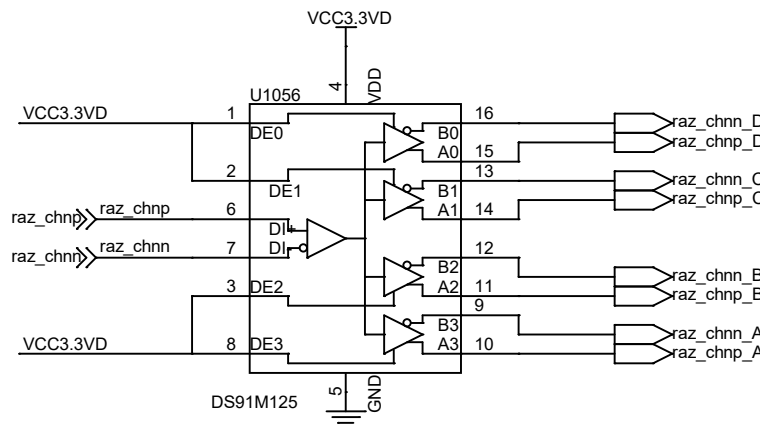 VCC3.3VD
4
VDD
U1056
VCC3.3VD
1
DE0
B0
16
raz_chnn_D
A0
15
raz_chnp_D
2
DE1
B1
13
raz_chnn_C
A1
14
raz_chnp_C
raz_chnp
raz_chnp
6
DI+
raz_chnn
raz_chnn
7
DI-
B2
12
raz_chnn_B
3
DE2
A2
11
raz_chnp_B
B3
9
raz_chnn_A
VCC3.3VD
8
DE3
A3
10
raz_chnp_A
DS91M125
5
GND